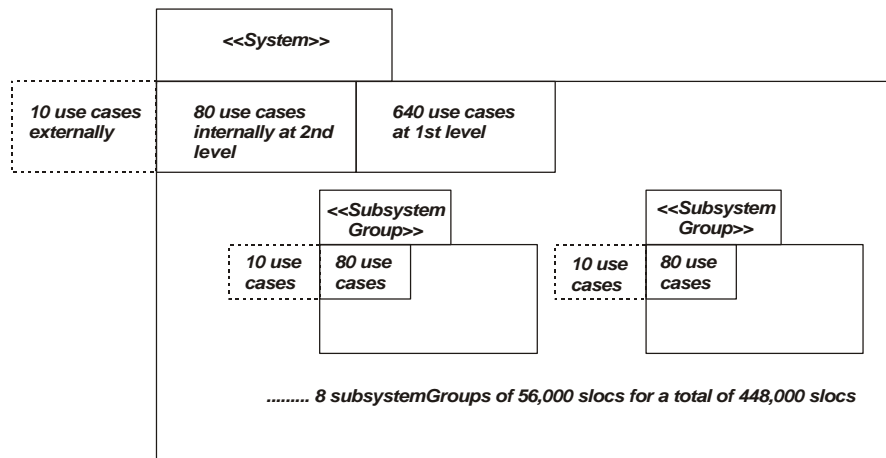 <<System>>
10 use cases
externally
80 use cases
internally at 2nd
level
640 use cases
at 1st level
<<Subsystem
Group>>
<<Subsystem
Group>>
10 use
cases
80 use
cases
10 use
cases
80 use
cases
......... 8 subsystemGroups of 56,000 slocs for a total of 448,000 slocs